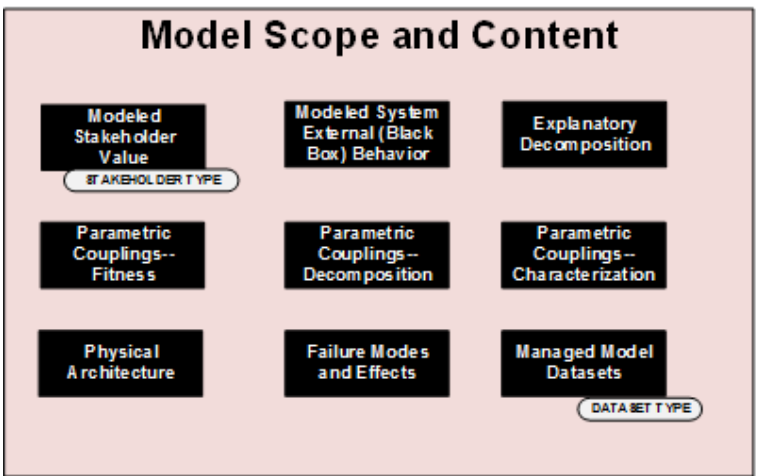 Model Scope and Content
Modeled
Stakeholder
Value
STAKEHOLDER TYPE
Modeled System
External (Black
Box) Behavior
Explanatory
Decomposition
Parametric
Couplings--
Fitness
Parametric
Couplings--
Decomposition
Parametric
Couplings--
Characterization
Physical
Architecture
Failure Modes
and Effects
Managed Model
Datasets
DATASET TYPE